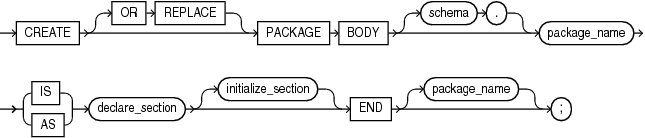 OR REPLACE schema .
CREATE PACKAGE BODY package_name
IS initialize_section package_name
AS declare_section END ;